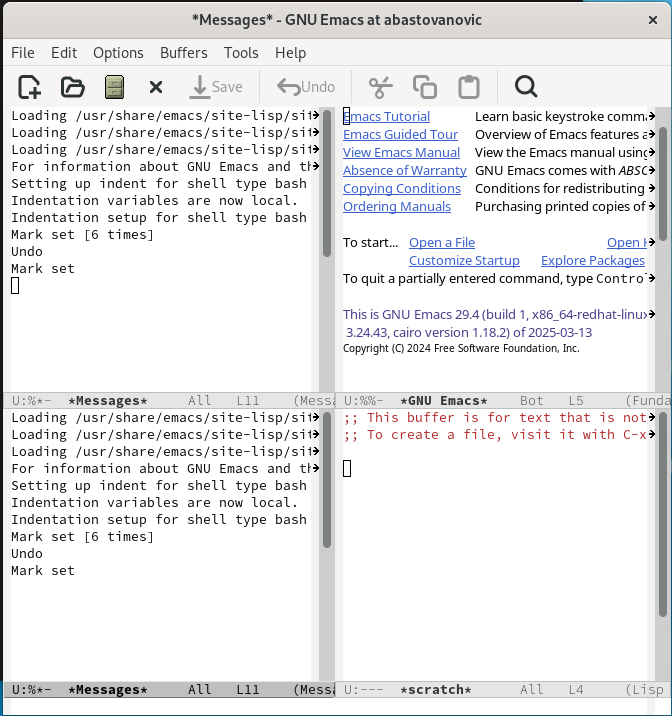 *Messages* - GNU Emacs at abastovanovic
File Edit Options Buffers Tools Help
Save Undo
Loading /usr/share/emacs/site-lisp/sit
Loading /usr/share/emacs/site-lisp/sit
Loading /usr/share/emacs/site-lisp/sit
For information about GNU Emacs and th
Setting up indent for shell type bash
Indentation variables are now local.
Indentation setup for shell type bash
Mark set [6 times]
Undo
Mark set
U:%*- *Messages* All L11 (Messa
Emacs Tutorial Learn basic keystroke comma
Emacs Guided Tour Overview of Emacs features a
View Emacs Manual View the Emacs manual using
Absence of Warranty GNU Emacs comes with ABSO
Copying Conditions Conditions for redistributing
Ordering Manuals Purchasing printed copies of
To start... Open a File Open H
Customize Startup Explore Packages
To quit a partially entered command, type Contro
This is GNU Emacs 29.4 (build 1, x86_64-redhat-linux
3.24.43, cairo version 1.18.2) of 2025-03-13
Copyright (C) 2024 Free Software Foundation, Inc.
U:%%- *GNU Emacs* Bot L5 (Funda
Loading /usr/share/emacs/site-lisp/sit
Loading /usr/share/emacs/site-lisp/sit
Loading /usr/share/emacs/site-lisp/sit
For information about GNU Emacs and th
Setting up indent for shell type bash
Indentation variables are now local.
Indentation setup for shell type bash
Mark set [6 times]
Undo
Mark set
U:%*- *Messages* All L11 (Messa
;; This buffer is for text that is not
;; To create a file, visit it with C-x
U:--- *scratch* All L4 (Lisp